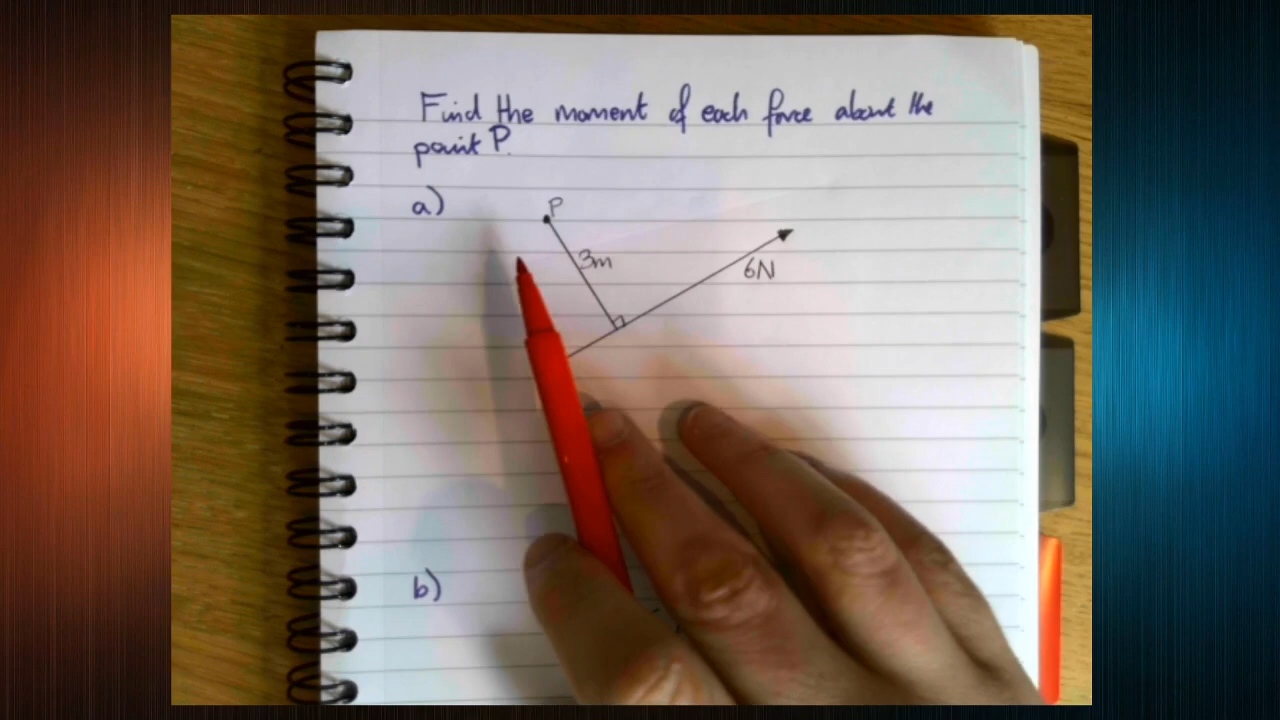 Find the moment of each force about the
point P.
a)
P
3m
6N
b)